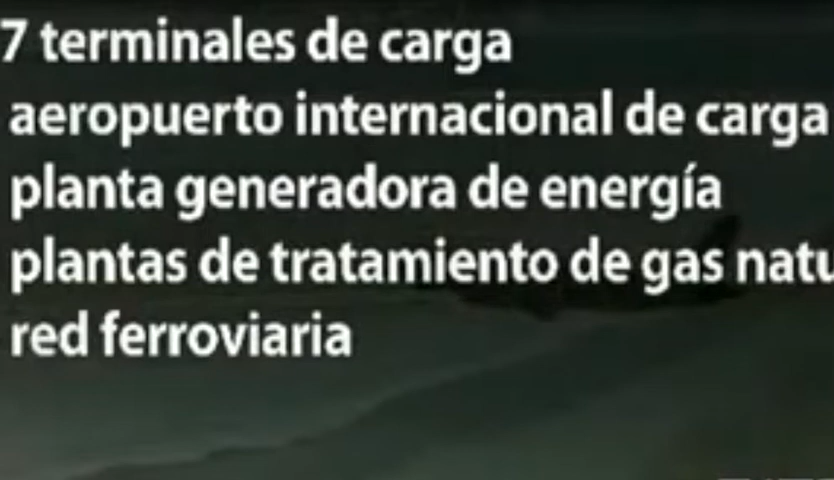 7 terminales de carga
aeropuerto internacional de carga
planta generadora de energía
plantas de tratamiento de gas natu
red ferroviaria